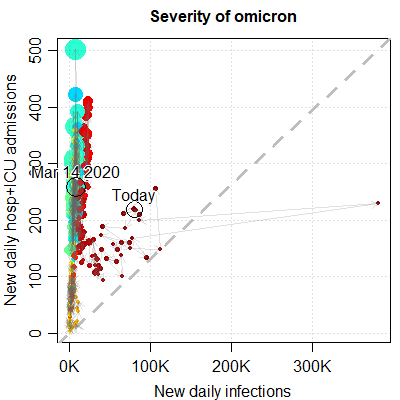 Severity of omicron
New daily hosp+ICU admissions
500
400
300
200
100
0
Mar 14 2020
Today
0K 100K 200K 300K
New daily infections